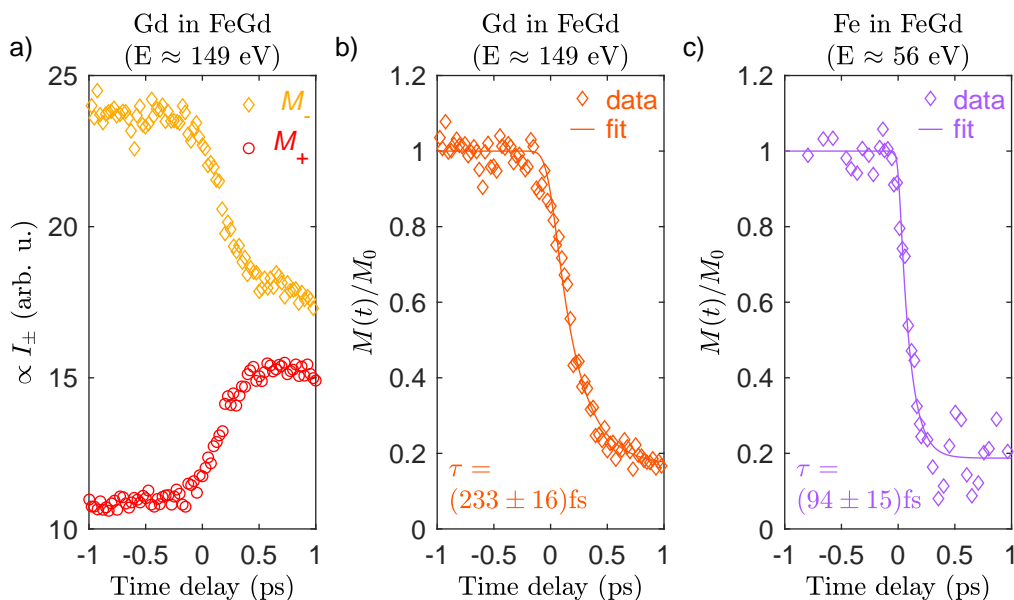 a)
Gd in FeGd
(E ≈ 149 eV)
25
20
15
10
∝ I± (arb. u.)
M-
M+
-1 -0.5 0 0.5 1
Time delay (ps)
b)
Gd in FeGd
(E ≈ 149 eV)
1.2
1
0.8
0.6
0.4
0.2
0
M(t)/M0
data
fit
τ =
(233 ± 16)fs
-1 -0.5 0 0.5 1
Time delay (ps)
c)
Fe in FeGd
(E ≈ 56 eV)
1.2
1
0.8
0.6
0.4
0.2
0
M(t)/M0
data
fit
τ =
(94 ± 15)fs
-1 -0.5 0 0.5 1
Time delay (ps)